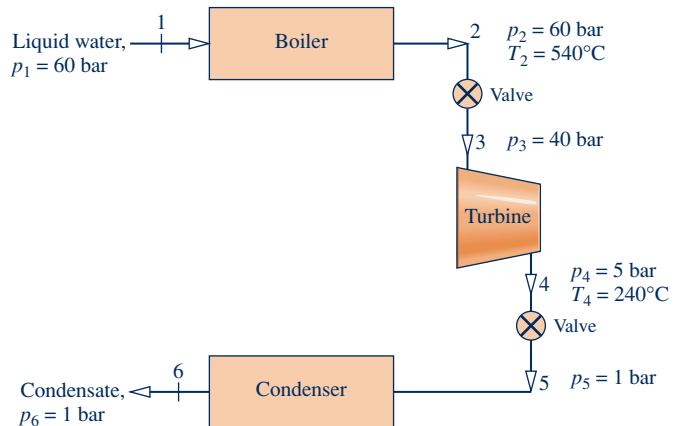 1
Liquid water,
p₁ = 60 bar
Boiler
2
p₂ = 60 bar
T₂ = 540°C
Valve
3
p₃ = 40 bar
Turbine
4
p₄ = 5 bar
T₄ = 240°C
Valve
5
p₅ = 1 bar
Condenser
6
Condensate,
p₆ = 1 bar